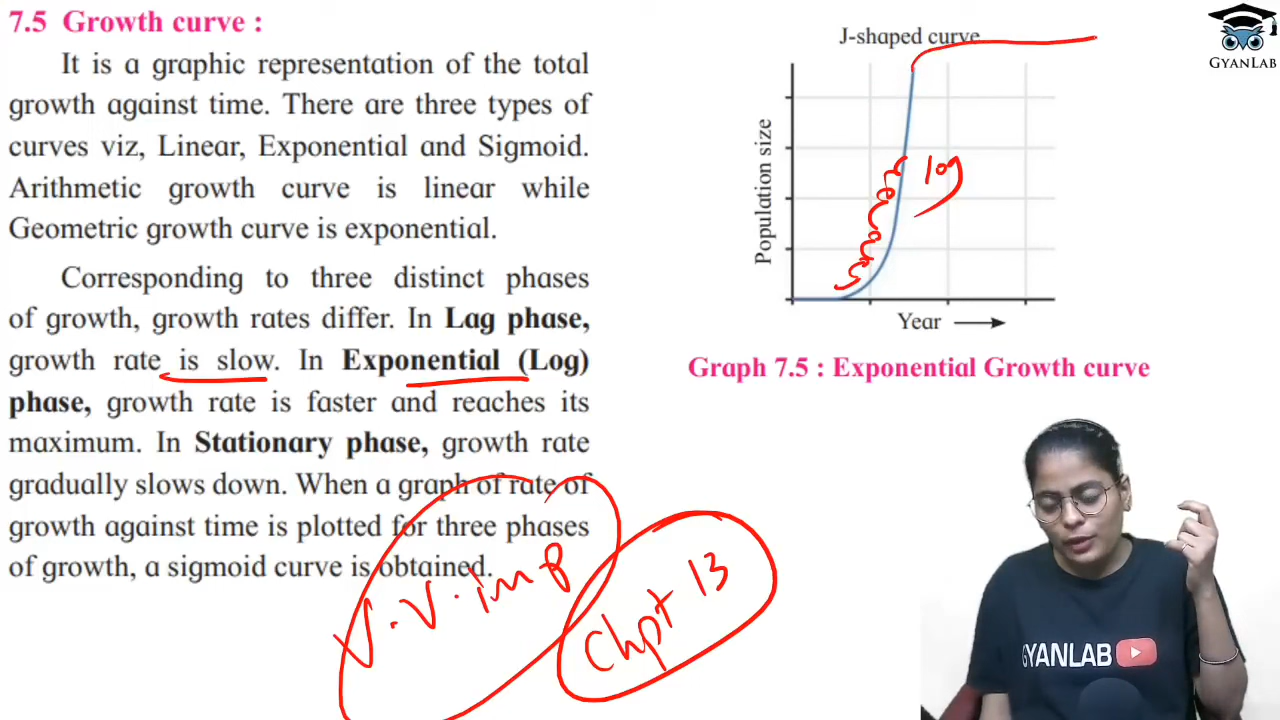 7.5 Growth curve :
It is a graphic representation of the total
growth against time. There are three types of
curves viz, Linear, Exponential and Sigmoid.
Arithmetic growth curve is linear while
Geometric growth curve is exponential.
Corresponding to three distinct phases
of growth, growth rates differ. In Lag phase,
growth rate is slow. In Exponential (Log)
phase, growth rate is faster and reaches its
maximum. In Stationary phase, growth rate
gradually slows down. When a graph of rate of
growth against time is plotted for three phases
of growth, a sigmoid curve is obtained.
V.V.imp
Chpt 13
J-shaped curve
Population size
log
Year
Graph 7.5 : Exponential Growth curve
GYANLAB
GYANLAB